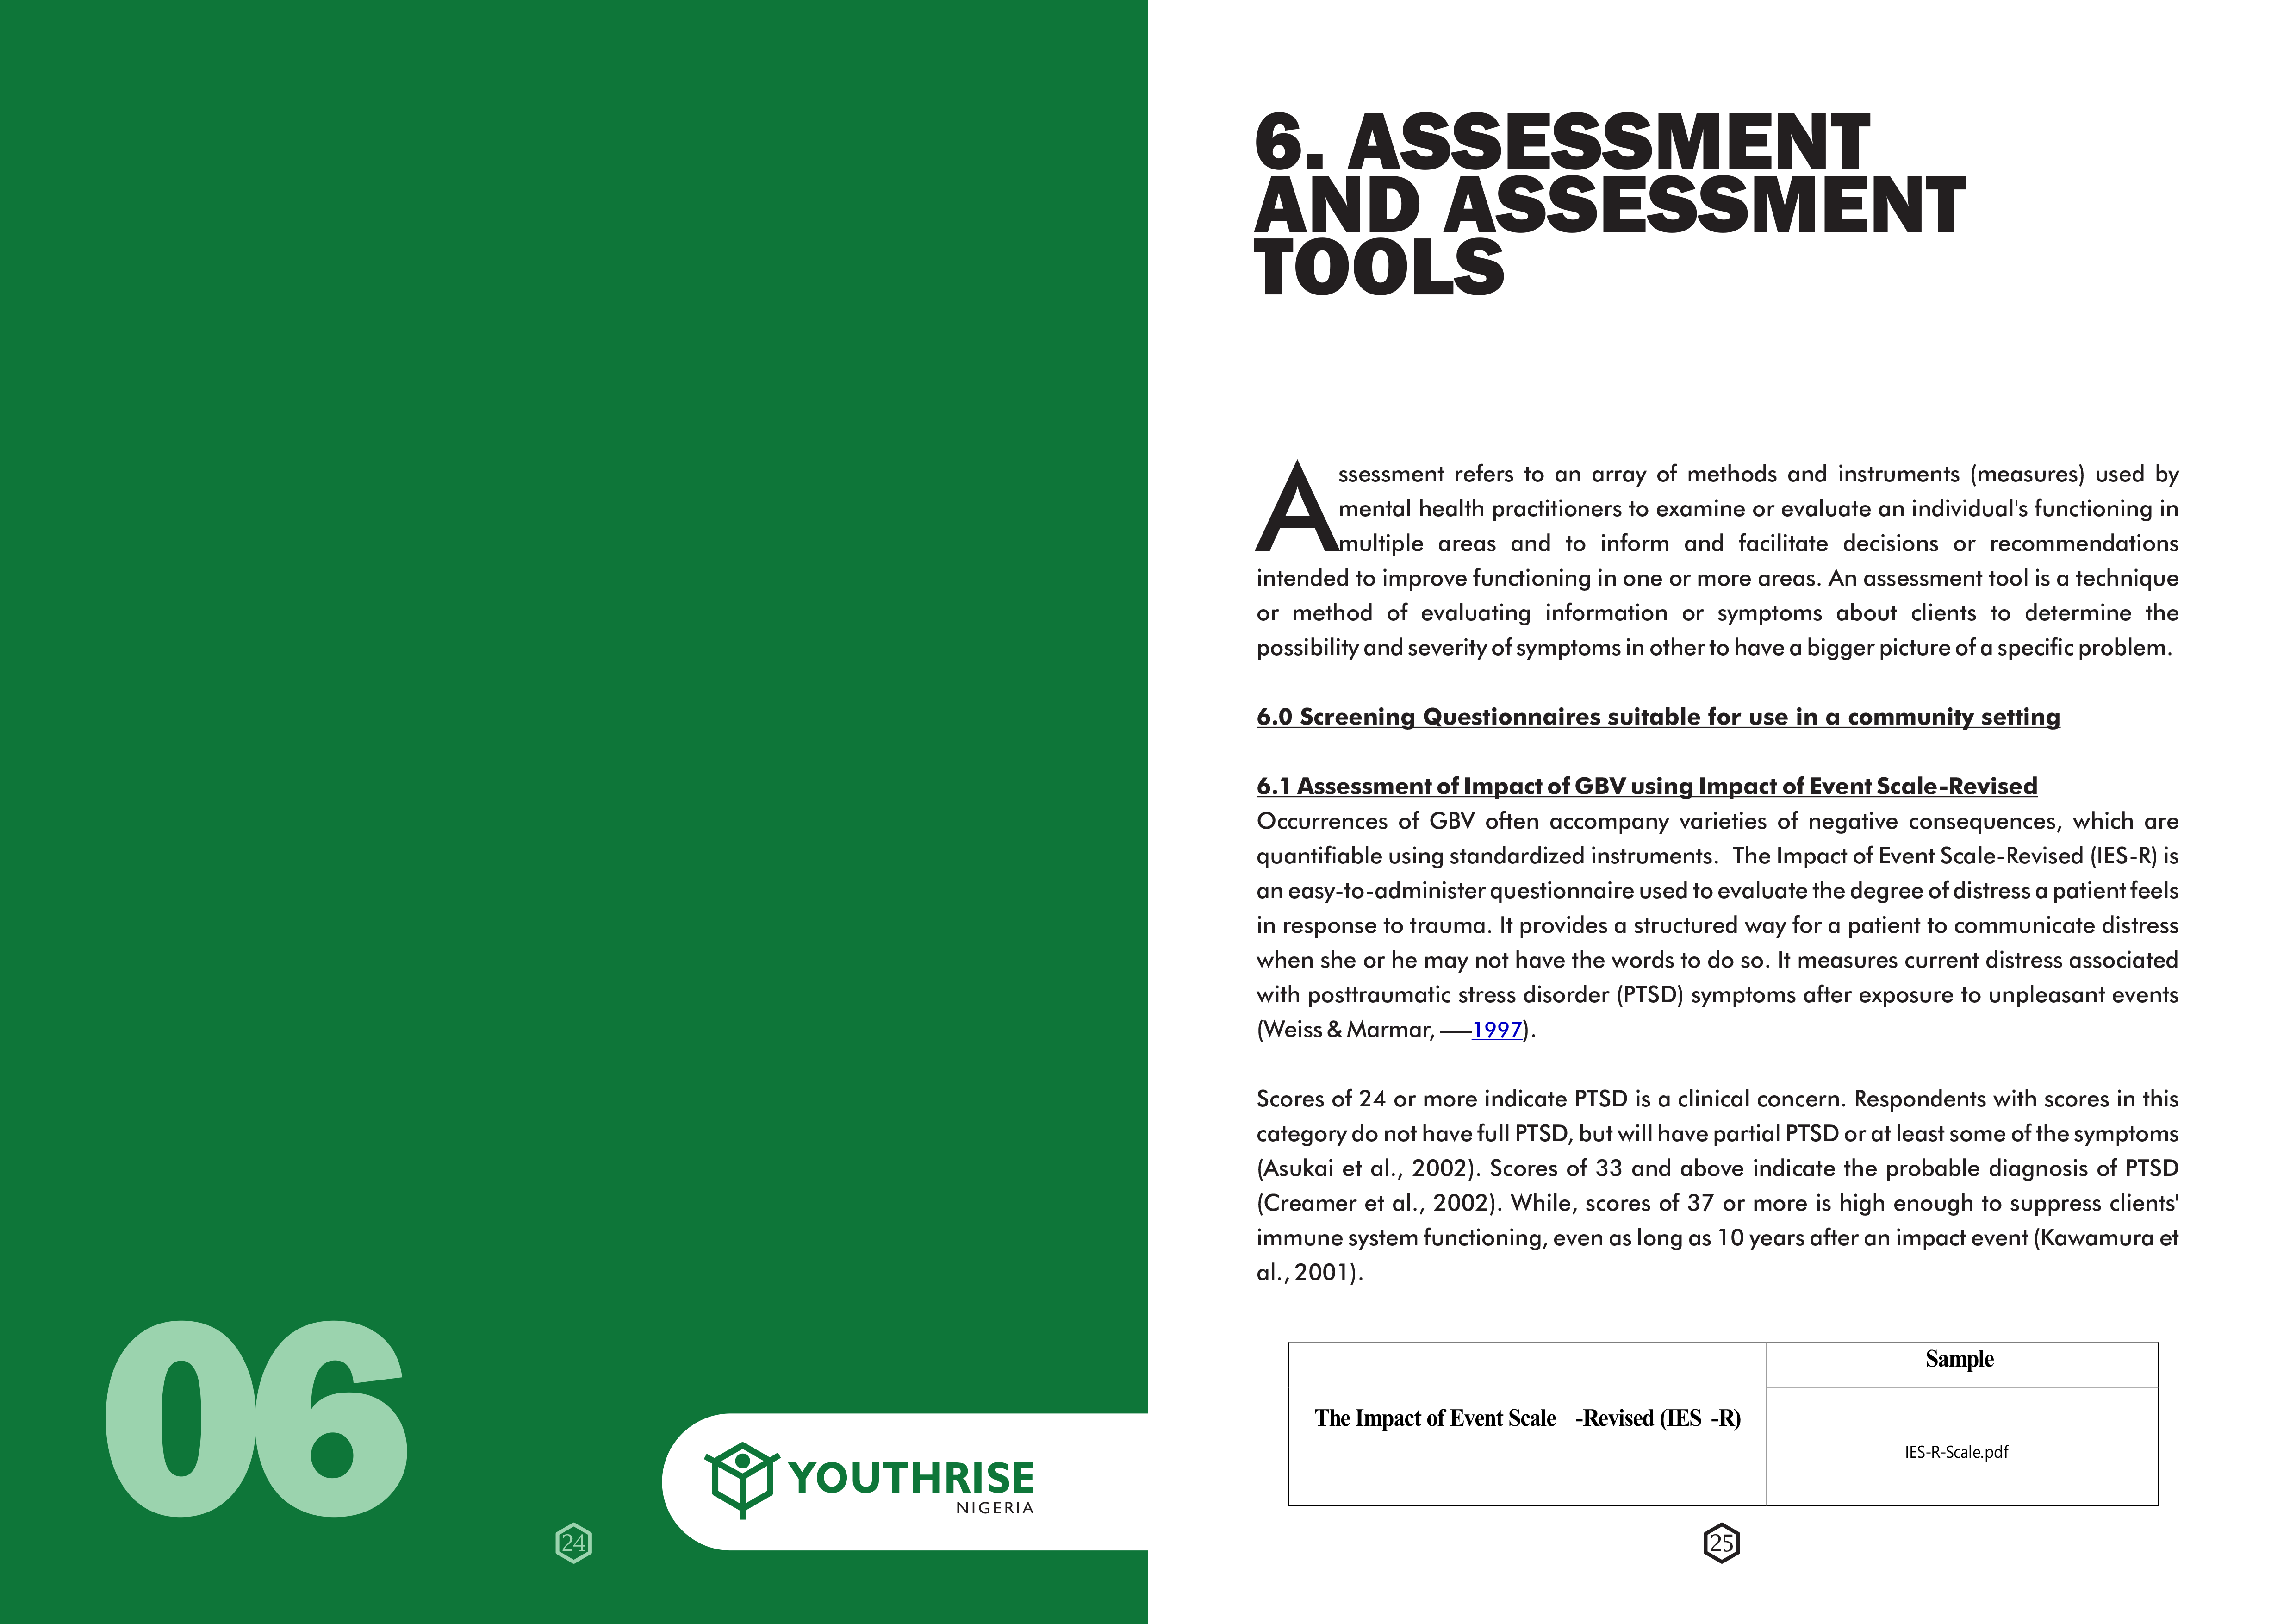 06
YOUTHRISE
NIGERIA
24
6. ASSESSMENT
AND ASSESSMENT
TOOLS
Assessment refers to an array of methods and instruments (measures) used by
mental health practitioners to examine or evaluate an individual's functioning in
multiple areas and to inform and facilitate decisions or recommendations
intended to improve functioning in one or more areas. An assessment tool is a technique
or method of evaluating information or symptoms about clients to determine the
possibility and severity of symptoms in other to have a bigger picture of a specific problem.
6.0 Screening Questionnaires suitable for use in a community setting
6.1 Assessment of Impact of GBV using Impact of Event Scale-Revised
Occurrences of GBV often accompany varieties of negative consequences, which are
quantifiable using standardized instruments. The Impact of Event Scale-Revised (IES-R) is
an easy-to-administer questionnaire used to evaluate the degree of distress a patient feels
in response to trauma. It provides a structured way for a patient to communicate distress
when she or he may not have the words to do so. It measures current distress associated
with posttraumatic stress disorder (PTSD) symptoms after exposure to unpleasant events
(Weiss & Marmar, —–1997).
Scores of 24 or more indicate PTSD is a clinical concern. Respondents with scores in this
category do not have full PTSD, but will have partial PTSD or at least some of the symptoms
(Asukai et al., 2002). Scores of 33 and above indicate the probable diagnosis of PTSD
(Creamer et al., 2002). While, scores of 37 or more is high enough to suppress clients'
immune system functioning, even as long as 10 years after an impact event (Kawamura et
al., 2001).
The Impact of Event Scale -Revised (IES -R)
Sample
IES-R-Scale.pdf
25